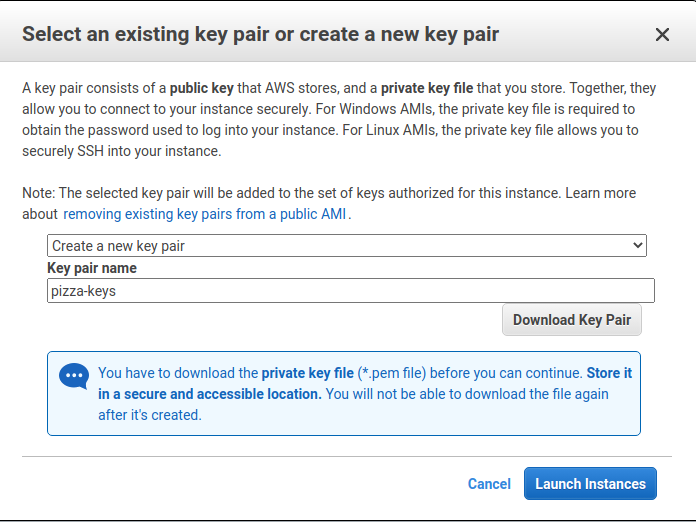 Select an existing key pair or create a new key pair
A key pair consists of a public key that AWS stores, and a private key file that you store. Together, they
allow you to connect to your instance securely. For Windows AMIs, the private key file is required to
obtain the password used to log into your instance. For Linux AMIs, the private key file allows you to
securely SSH into your instance.
Note: The selected key pair will be added to the set of keys authorized for this instance. Learn more
about removing existing key pairs from a public AMI .
Create a new key pair
Key pair name
pizza-keys
Download Key Pair
You have to download the private key file (*.pem file) before you can continue. Store it
in a secure and accessible location. You will not be able to download the file again
after it's created.
Cancel Launch Instances